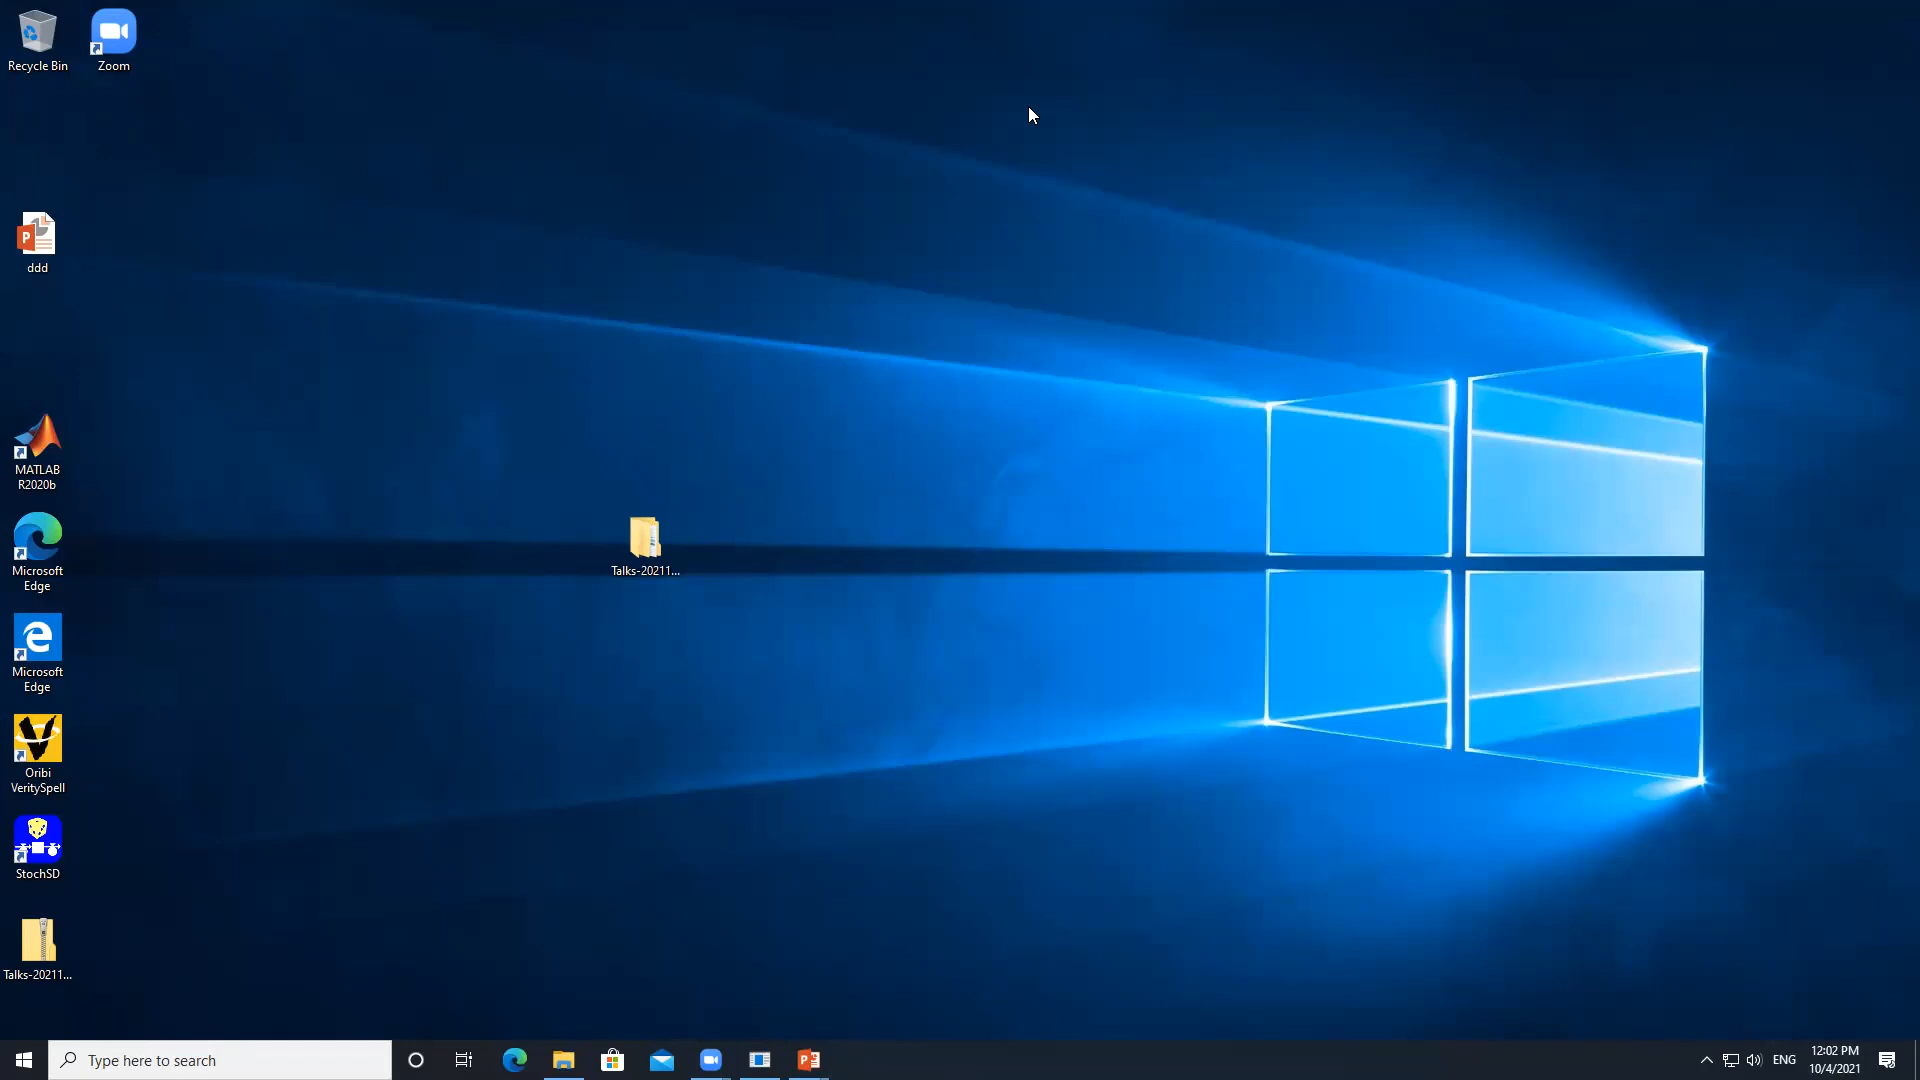 Recycle Bin
Zoom
ddd
MATLAB
R2020b
Microsoft
Edge
Microsoft
Edge
Oribi
VeritySpell
StochSD
Talks-20211...
Talks-20211...
Type here to search
ENG
12:02 PM
10/4/2021